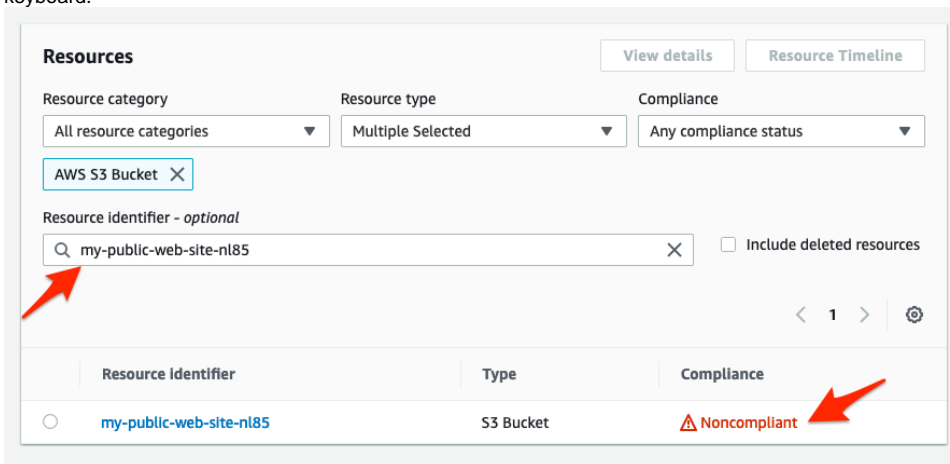 keyboard.
Resources
View details
Resource Timeline
Resource category
Resource type
Compliance
All resource categories
Multiple Selected
Any compliance status
AWS S3 Bucket
Resource identifier - optional
my-public-web-site-nl85
Include deleted resources
1
Resource identifier
Type
Compliance
my-public-web-site-nl85
S3 Bucket
Noncompliant